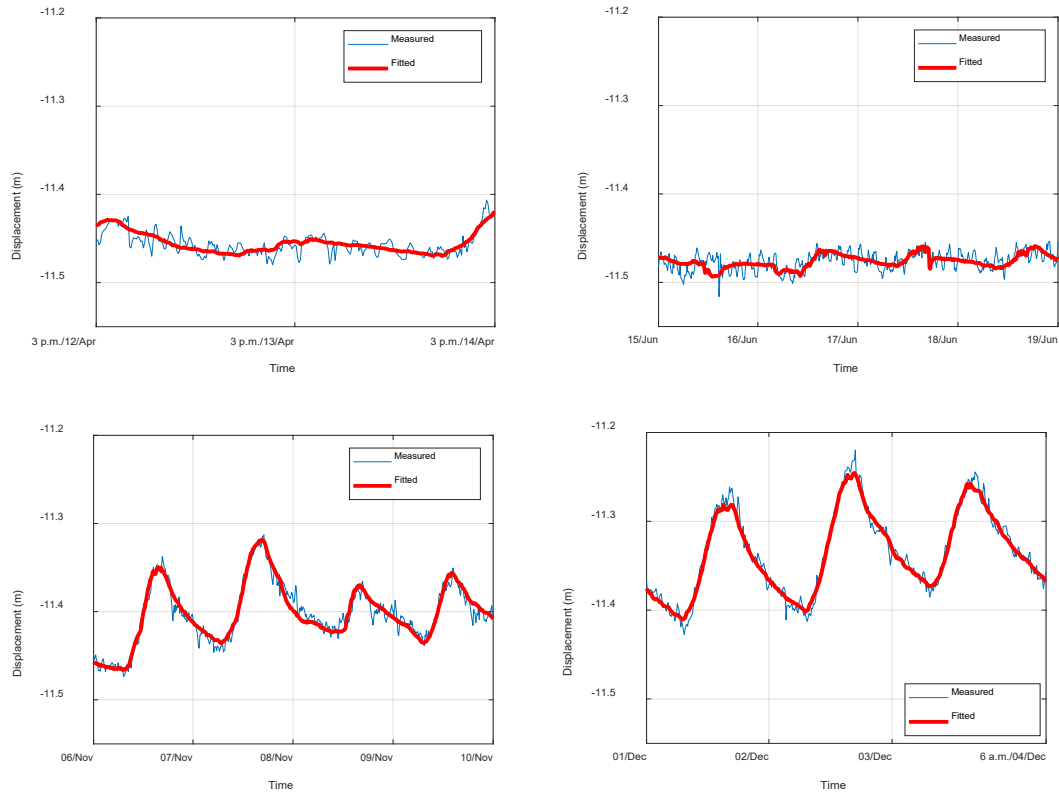 -11.2
-11.3
-11.4
-11.5
Displacement (m)
Measured
Fitted
3 p.m./12/Apr
3 p.m./13/Apr
3 p.m./14/Apr
Time
-11.2
-11.3
-11.4
-11.5
Displacement (m)
Measured
Fitted
15/Jun
16/Jun
17/Jun
18/Jun
19/Jun
Time
-11.2
-11.3
-11.4
-11.5
Displacement (m)
Measured
Fitted
06/Nov
07/Nov
08/Nov
09/Nov
10/Nov
Time
-11.2
-11.3
-11.4
-11.5
Displacement (m)
Measured
Fitted
01/Dec
02/Dec
03/Dec
6 a.m./04/Dec
Time